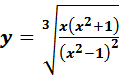 y = ∛(x(x²+1)/(x²−1)²)